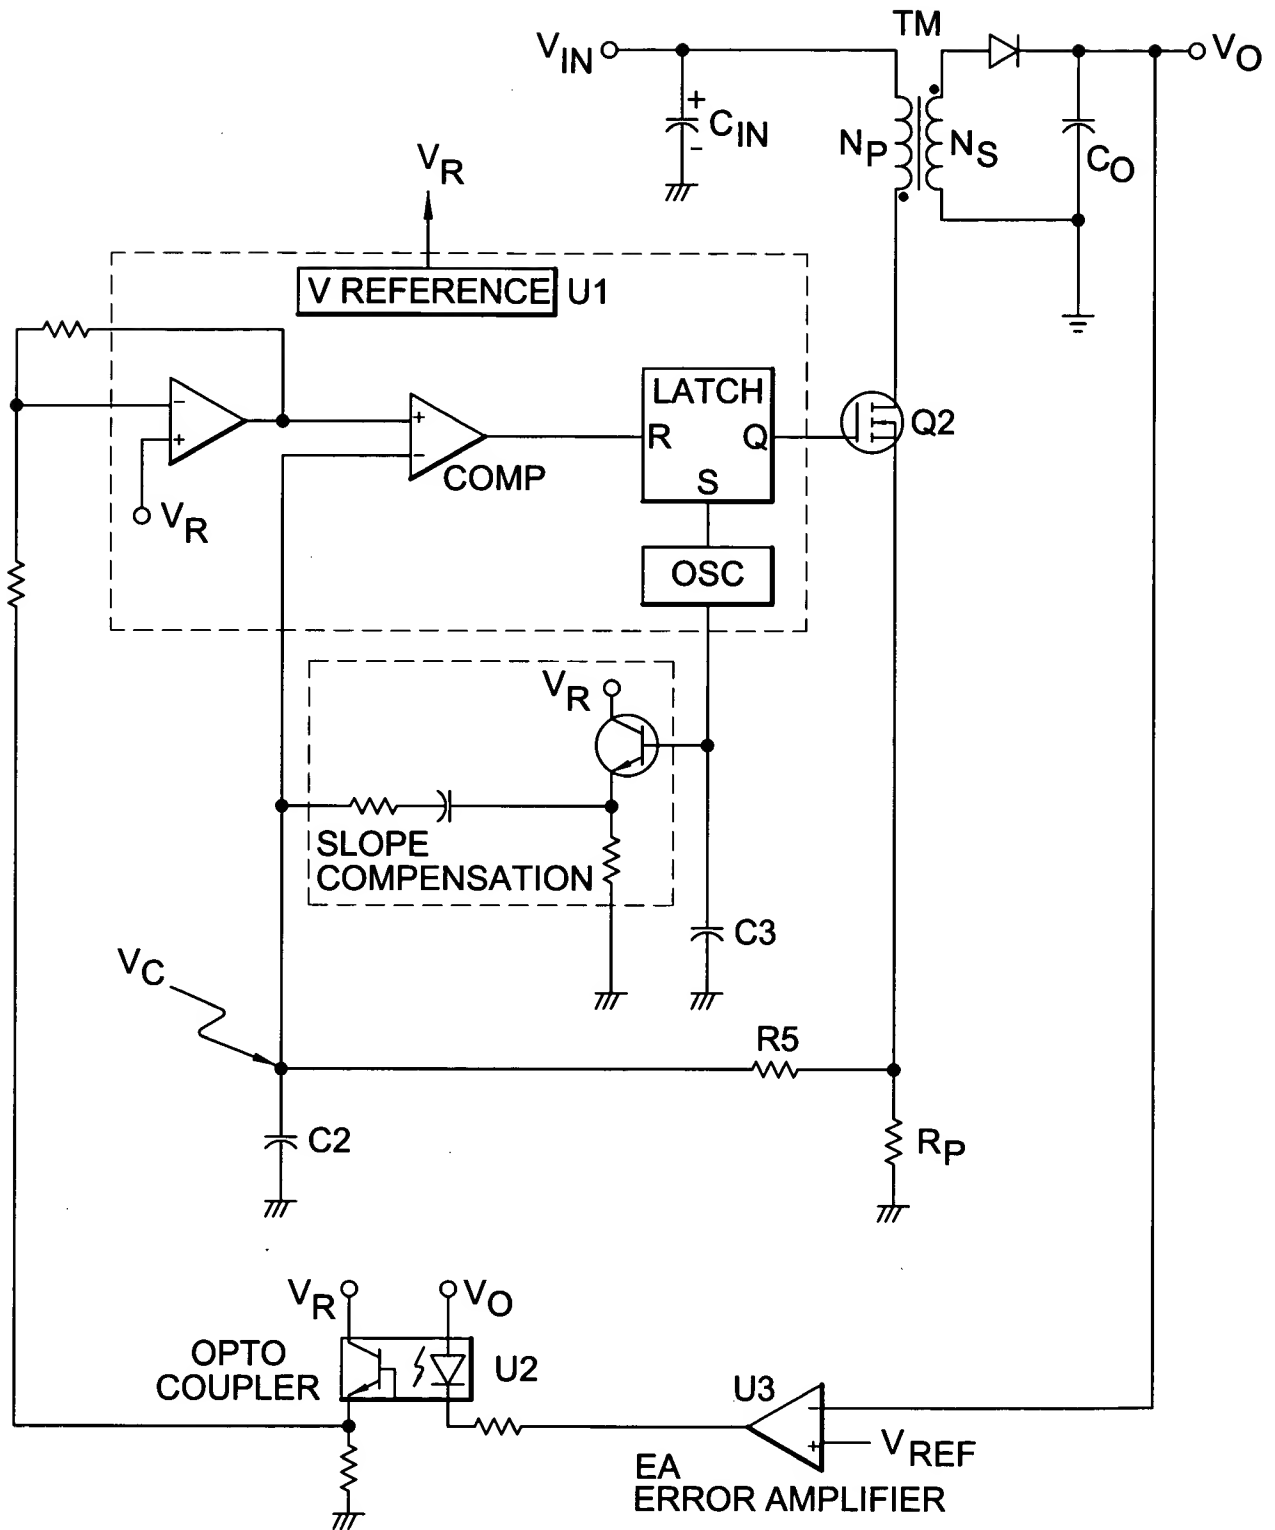 TM
VIN
VO
+
CIN
-
NP
NS
CO
VR
V REFERENCE
U1
LATCH
-
+
+
-
R
Q
Q2
COMP
S
VR
OSC
VR
SLOPE
COMPENSATION
C3
VC
R5
C2
RP
VR
VO
OPTO
COUPLER
U2
U3
-
+
VREF
EA
ERROR AMPLIFIER